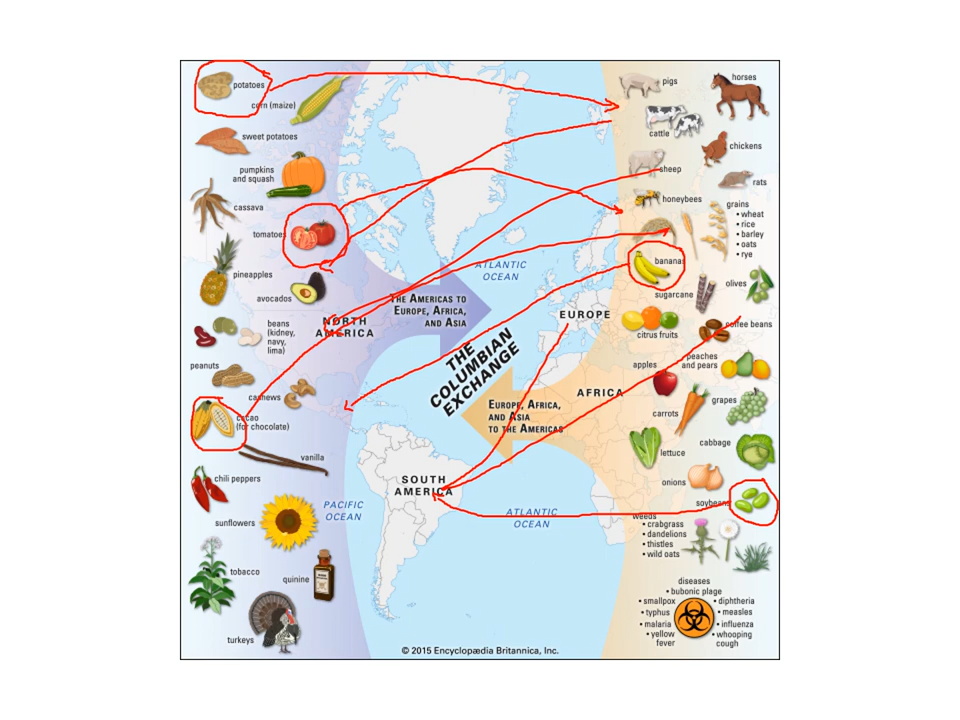 potatoes
corn (maize)
sweet potatoes
pumpkins
and squash
cassava
tomatoes
pineapples
avocados
beans
(kidney,
navy,
lima)
peanuts
cashews
cacao
(for chocolate)
vanilla
chili peppers
sunflowers
tobacco
quinine
turkeys
ATLANTIC
OCEAN
THE AMERICAS TO
EUROPE, AFRICA,
AND ASIA
NORTH
AMERICA
THE
COLUMBIAN
EXCHANGE
EUROPE
AFRICA
EUROPE, AFRICA,
AND ASIA
TO THE AMERICAS
SOUTH
AMERICA
PACIFIC
OCEAN
ATLANTIC
OCEAN
© 2015 Encyclopædia Britannica, Inc.
pigs
horses
cattle
chickens
sheep
rats
honeybees
grains
• wheat
• rice
• barley
• oats
• rye
bananas
sugarcane
olives
citrus fruits
coffee beans
apples
peaches
and pears
carrots
grapes
lettuce
cabbage
onions
soybeans
weeds
• crabgrass
• dandelions
• thistles
• wild oats
diseases
• bubonic plage
• smallpox
• typhus
• malaria
• yellow
fever
• diphtheria
• measles
• influenza
• whooping
cough